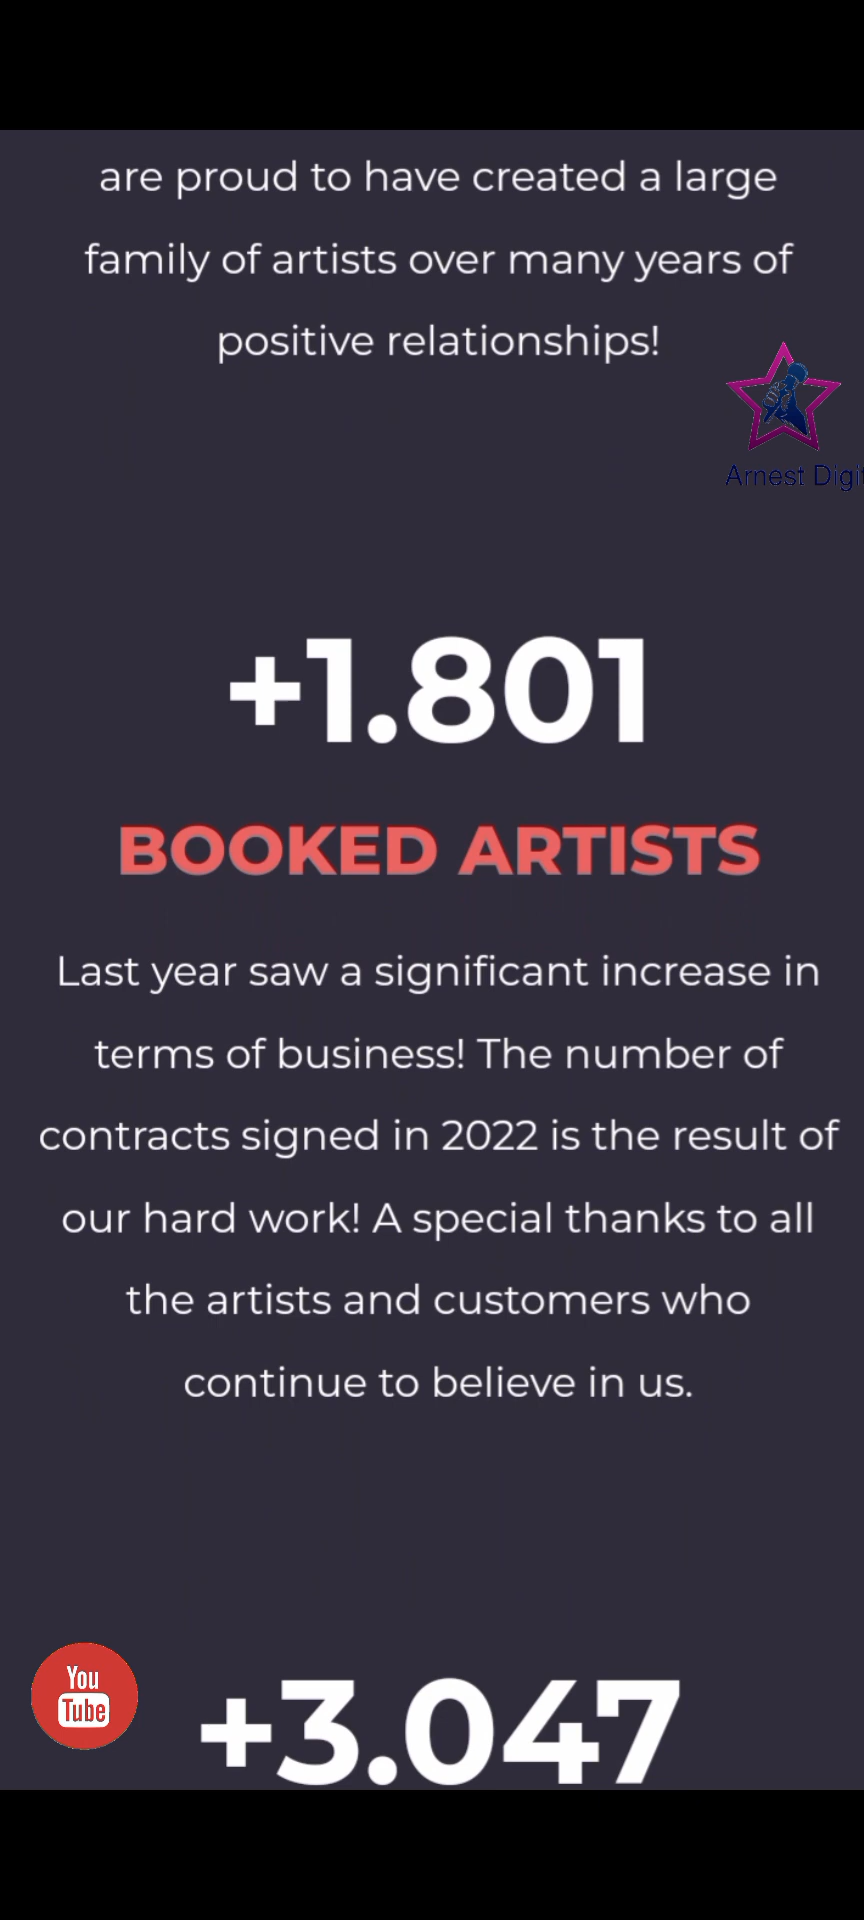 are proud to have created a large
family of artists over many years of
positive relationships!
Arnest Digi
+1.801
BOOKED ARTISTS
Last year saw a significant increase in
terms of business! The number of
contracts signed in 2022 is the result of
our hard work! A special thanks to all
the artists and customers who
continue to believe in us.
You
Tube
+3.047